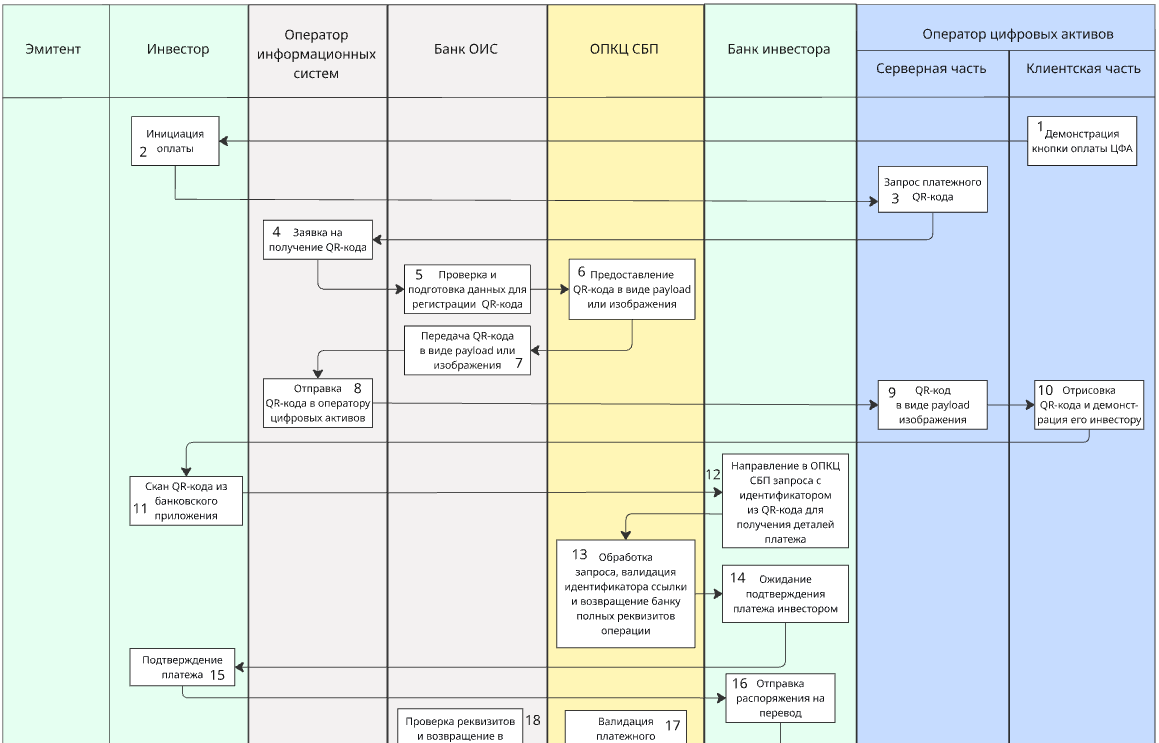 Эмитент
Инвестор
Оператор
информационных
систем
Банк ОИС
ОПКЦ СБП
Банк инвестора
Оператор цифровых активов
Серверная часть
Клиентская часть
1 Демонстрация
кнопки оплаты ЦФА
Инициация
2 оплаты
Запрос платежного
3 QR-кода
4 Заявка на
получение QR-кода
5 Проверка и
подготовка данных для
регистрации QR-кода
6 Предоставление
QR-кода в виде payload
или изображения
Передача QR-кода
в виде payload или
изображения 7
Отправка 8
QR-кода в оператору
цифровых активов
9 QR-код
в виде payload
изображения
10 Отрисовка
QR-кода и демонст-
рация его инвестору
Скан QR-кода из
банковского
11 приложения
12 Направление в ОПКЦ
СБП запроса с
идентификатором
из QR-кода для
получения деталей
платежа
13 Обработка
запроса, валидация
идентификатора ссылки
и возвращение банку
полных реквизитов
операции
14 Ожидание
подтверждения
платежа инвестором
Подтверждение
платежа 15
16 Отправка
распоряжения на
перевод
Проверка реквизитов 18
и возвращение в
Валидация 17
платежного